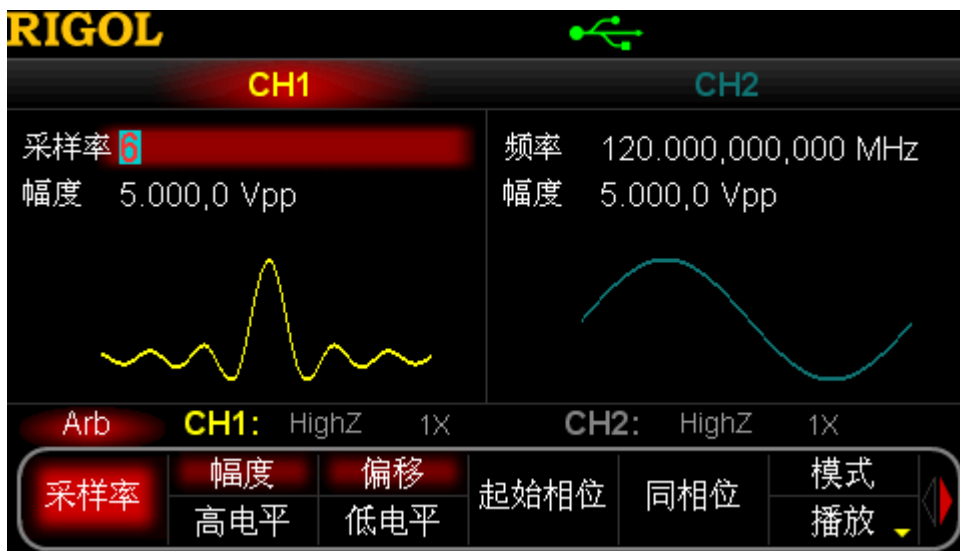 RIGOL
CH1 CH2
采样率 6
幅度 5.000,0 Vpp
频率 120.000,000,000 MHz
幅度 5.000,0 Vpp
Arb CH1: HighZ 1X CH2: HighZ 1X
采样率
幅度
高电平
偏移
低电平
起始相位
同相位
模式
播放